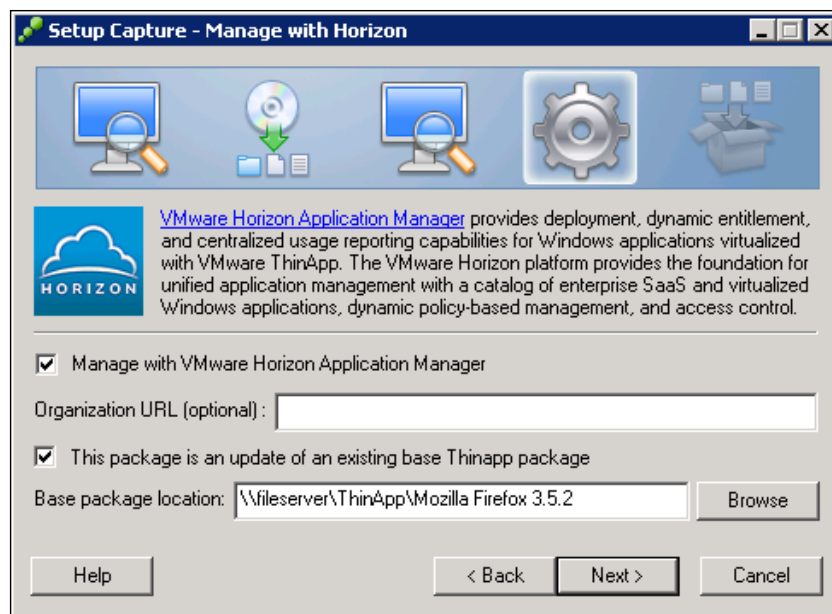 Setup Capture - Manage with Horizon
VMware Horizon Application Manager provides deployment, dynamic entitlement,
and centralized usage reporting capabilities for Windows applications virtualized
with VMware ThinApp. The VMware Horizon platform provides the foundation for
unified application management with a catalog of enterprise SaaS and virtualized
Windows applications, dynamic policy-based management, and access control.
HORIZON
Manage with VMware Horizon Application Manager
Organization URL (optional) :
This package is an update of an existing base Thinapp package
Base package location: \\fileserver\ThinApp\Mozilla Firefox 3.5.2 Browse
Help < Back Next > Cancel